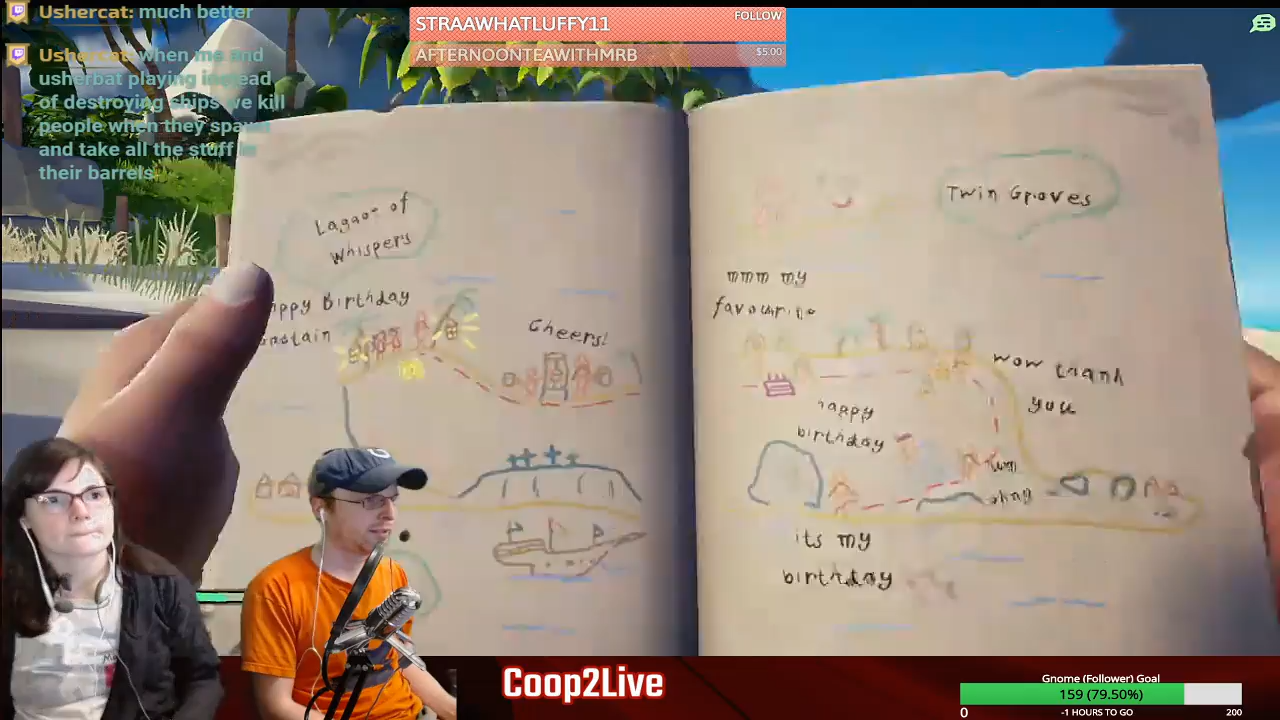 Ushercat: much better
Ushercat: when me and
usherbat playing instead
of destroying ships we kill
people when they spawn
and take all the stuff in
their barrels
STRAAWHATLUFFY11
FOLLOW
AFTERNOONTEAWITHMRB
$5.00
Lagoon of
Whispers
Happy Birthday
Captain
Cheers!
Twin Groves
mmm my
favourite
wow thank
you
happy
birthday
its my
birthday
Coop2Live
Gnome (Follower) Goal
159 (79.50%)
0
-1 HOURS TO GO
200